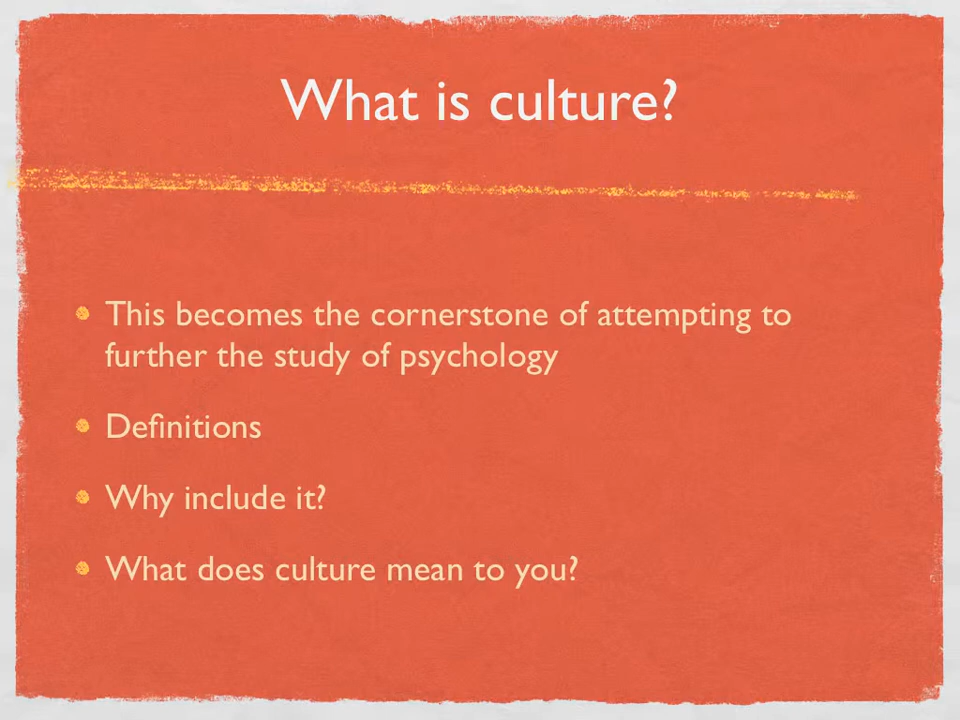 What is culture?
This becomes the cornerstone of attempting to
further the study of psychology
Definitions
Why include it?
What does culture mean to you?